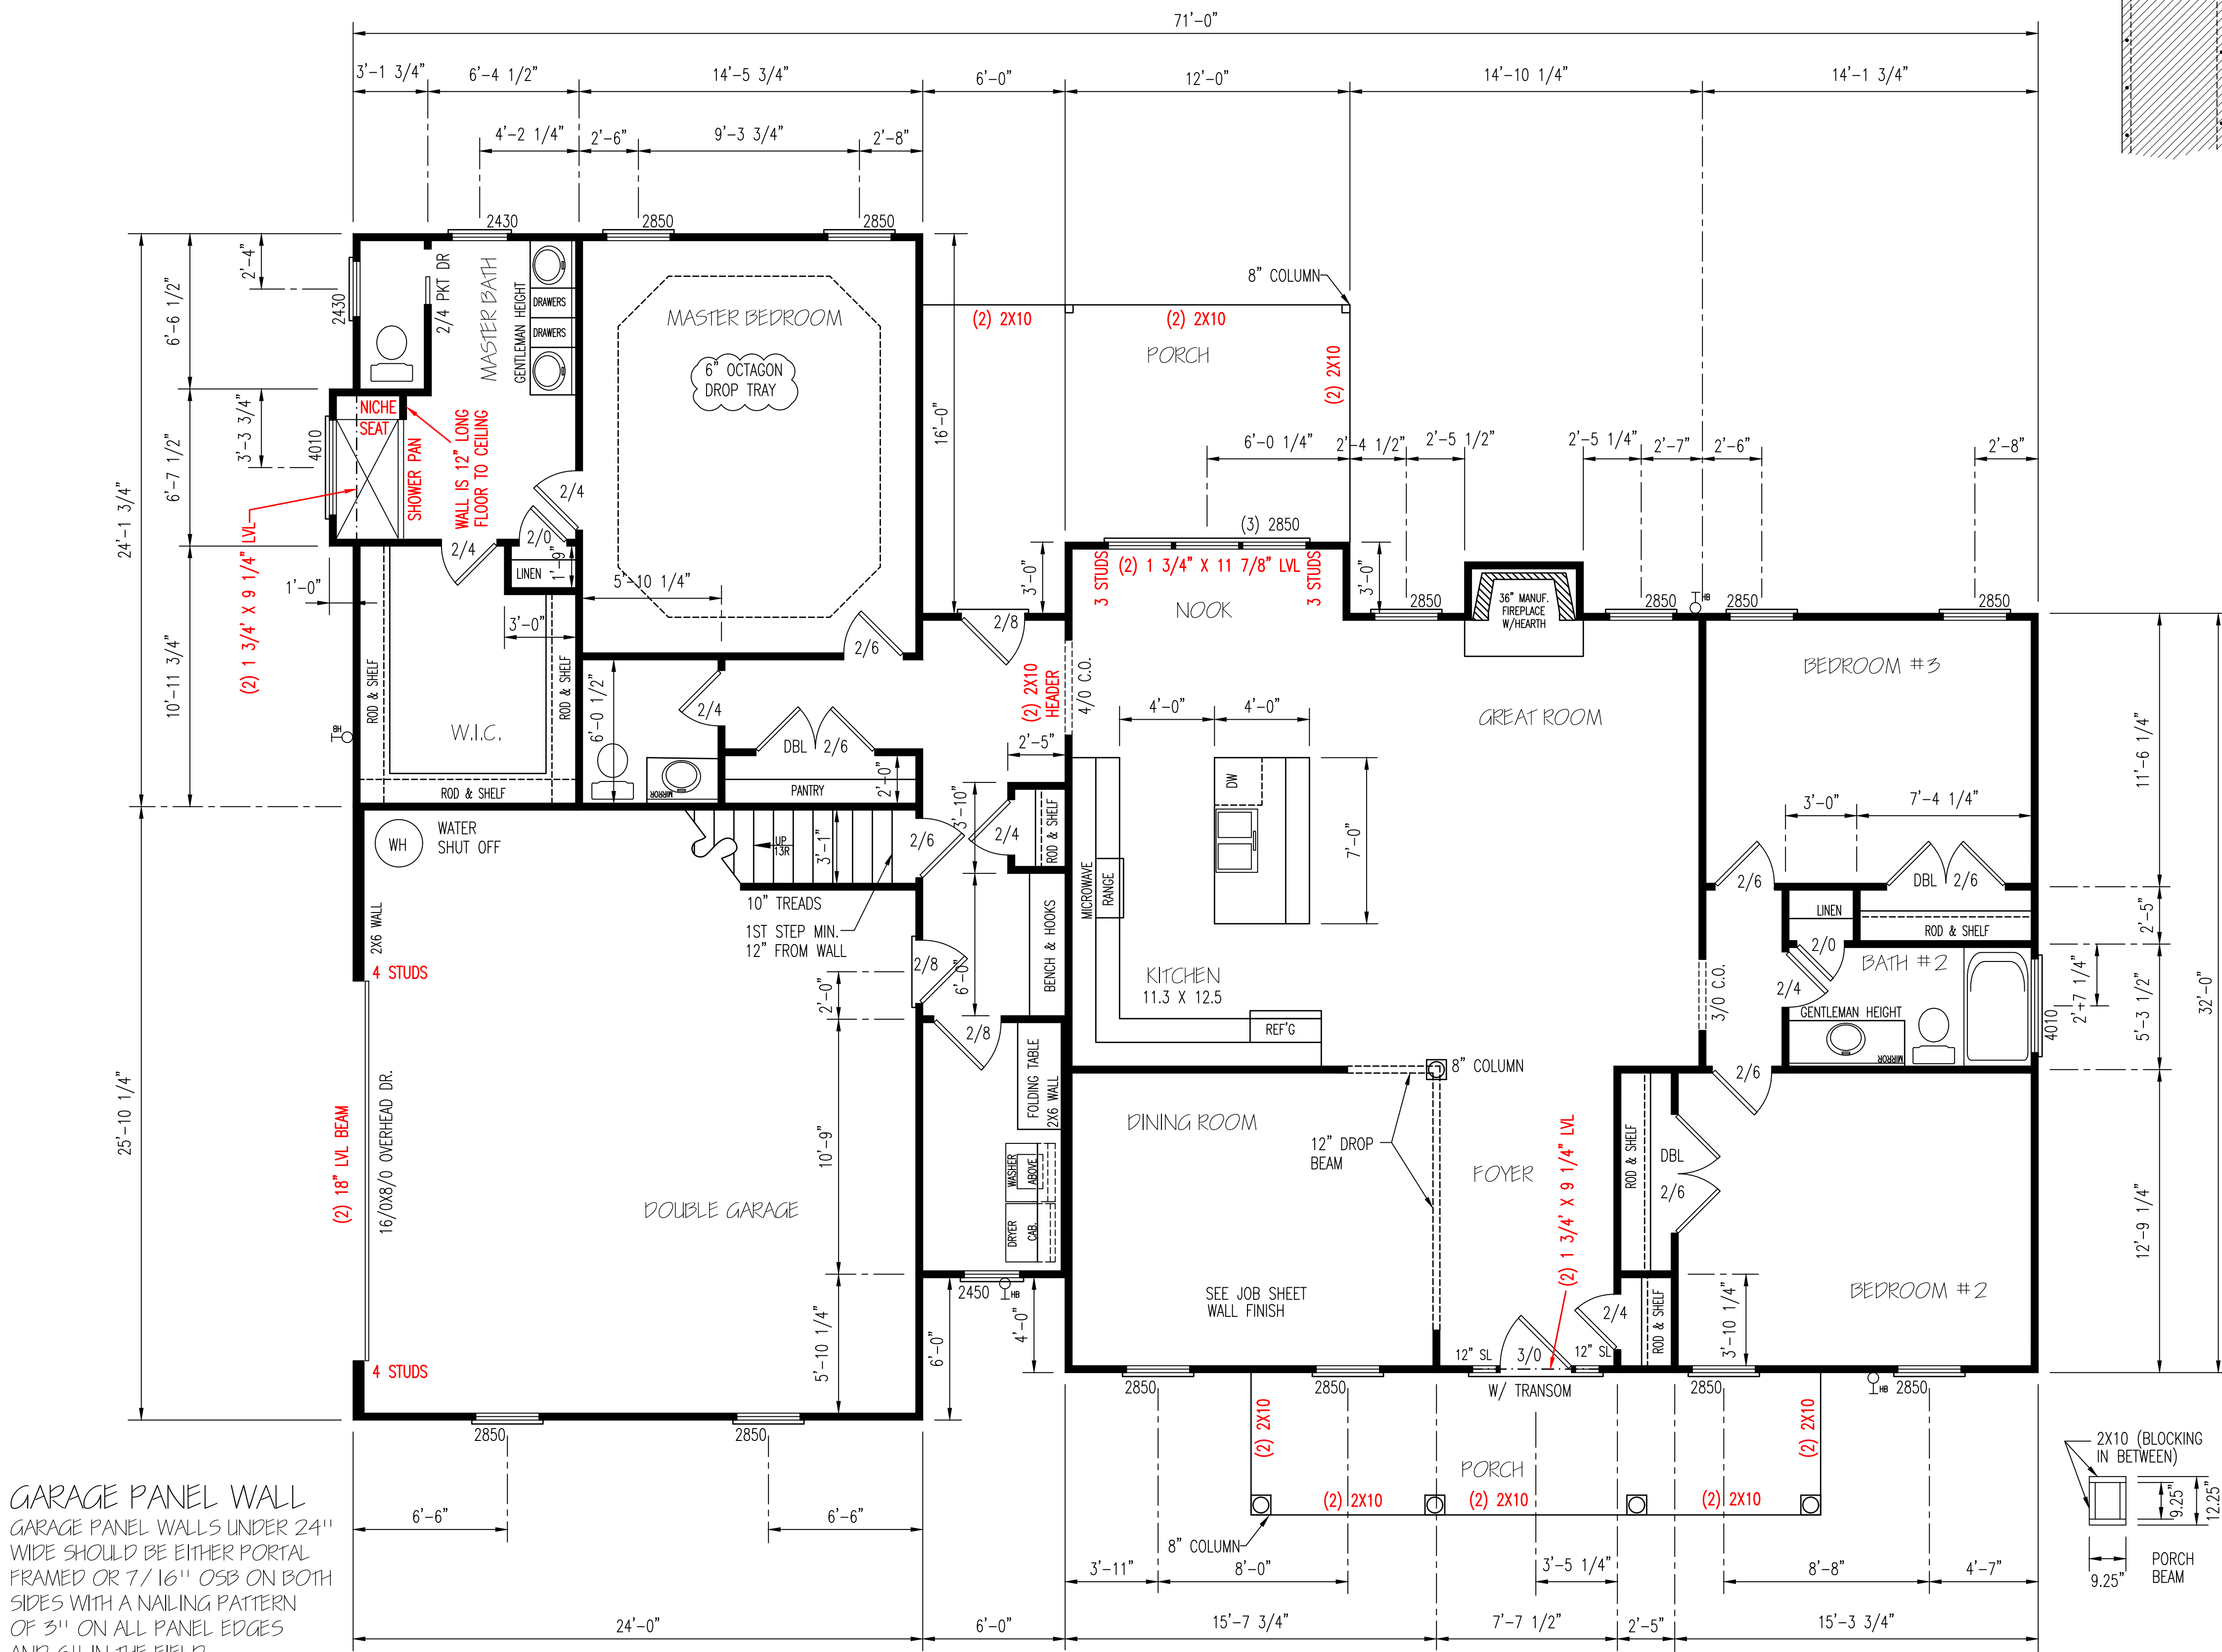 71'-0"
3'-1 3/4"
6'-4 1/2"
14'-5 3/4"
6'-0"
12'-0"
14'-10 1/4"
14'-1 3/4"
4'-2 1/4"
2'-6"
9'-3 3/4"
2'-8"
2430
2850
2850
24'-1 3/4"
6'-6 1/2"
2'-4"
2430
2/4 PKT DR
MASTER BATH
GENTLEMAN HEIGHT
DRAWERS
DRAWERS
MASTER BEDROOM
6" OCTAGON
DROP TRAY
16'-0"
8" COLUMN
(2) 2X10
(2) 2X10
PORCH
(2) 2X10
6'-7 1/2"
3'-3 3/4"
4010
NICHE
SEAT
SHOWER PAN
WALL IS 12" LONG
FLOOR TO CEILING
(2) 1 3/4' X 9 1/4" LVL
2/4
2/0
2/4
LINEN
1'-9"
5'-10 1/4"
6'-0 1/4"
2'-4 1/2"
2'-5 1/2"
2'-5 1/4"
2'-7"
2'-6"
2'-8"
(3) 2850
(2) 1 3/4" X 11 7/8" LVL
3 STUDS
3 STUDS
3'-0"
3'-0"
NOOK
2850
36" MANUF.
FIREPLACE
W/HEARTH
2850
HB
2850
2850
1'-0"
3'-0"
10'-11 3/4"
HB
ROD & SHELF
ROD & SHELF
W.I.C.
ROD & SHELF
2/6
2/8
6'-0 1/2"
2/4
MIRROR
DBL
2/6
PANTRY
2'-0"
(2) 2X10
HEADER
4/0 C.O.
2'-5"
4'-0"
4'-0"
GREAT ROOM
BEDROOM #3
11'-6 1/4"
32'-0"
3'-0"
7'-4 1/4"
WH
WATER
SHUT OFF
UP
13R
3'-1"
2/6
3'-10"
2/4
ROD & SHELF
10" TREADS
1ST STEP MIN.
12" FROM WALL
MICROWAVE
RANGE
DW
7'-0"
2/6
DBL
2/6
LINEN
ROD & SHELF
2'-5"
2X6 WALL
4 STUDS
2/8
2'-0"
6'-0"
BENCH & HOOKS
KITCHEN
11.3 X 12.5
REF'G
3/0 C.O.
2/0
BATH #2
2/4
GENTLEMAN HEIGHT
MIRROR
4010
2'+7 1/4"
5'-3 1/2"
25'-10 1/4"
(2) 18" LVL BEAM
16/0X8/0 OVERHEAD DR.
10'-9"
2/8
FOLDING TABLE
2X6 WALL
8" COLUMN
2/6
DINING ROOM
12" DROP
BEAM
FOYER
(2) 1 3/4' X 9 1/4" LVL
ROD & SHELF
DBL
2/6
12'-9 1/4"
DOUBLE GARAGE
WASHER
ABOVE
DRYER
CAB.
2450
HB
SEE JOB SHEET
WALL FINISH
2/4
ROD & SHELF
3'-10 1/4"
BEDROOM #2
4 STUDS
5'-10 1/4"
6'-0"
4'-0"
12" SL
3/0
12" SL
W/ TRANSOM
2850
2850
2850
HB
2850
2850
2850
(2) 2X10
(2) 2X10
PORCH
(2) 2X10
(2) 2X10
(2) 2X10
8" COLUMN
2X10 (BLOCKING
IN BETWEEN)
9.25"
12.25"
9.25"
PORCH
BEAM
6'-6"
6'-6"
3'-11"
8'-0"
3'-5 1/4"
8'-8"
4'-7"
24'-0"
6'-0"
15'-7 3/4"
7'-7 1/2"
2'-5"
15'-3 3/4"
GARAGE PANEL WALL
GARAGE PANEL WALLS UNDER 24"
WIDE SHOULD BE EITHER PORTAL
FRAMED OR 7/16" OSB ON BOTH
SIDES WITH A NAILING PATTERN
OF 3" ON ALL PANEL EDGES
AND 6" IN THE FIELD